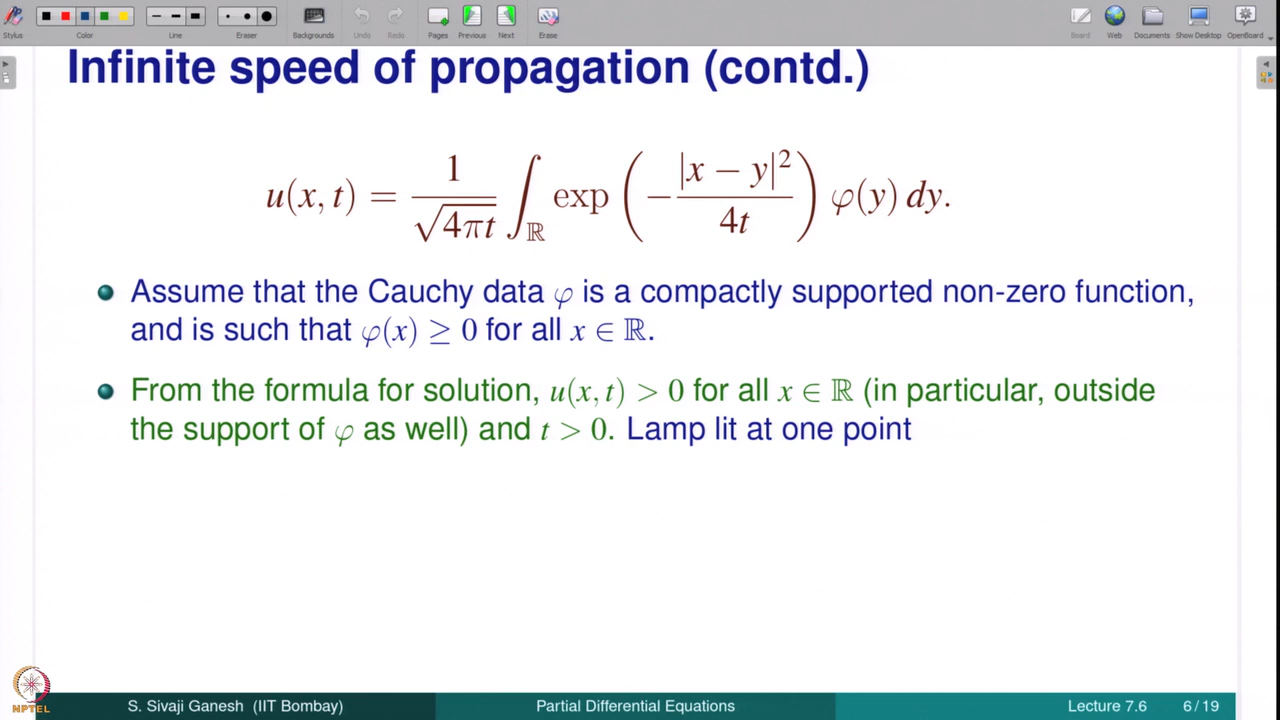 Stylus Color Line Eraser Backgrounds Undo Redo Pages Previous Next Erase Board Web Documents Show Desktop OpenBoard
Infinite speed of propagation (contd.)
u(x, t) = \frac{1}{\sqrt{4πt}} ∫_ℝ exp ( − \frac{|x − y|²}{4t} ) φ(y) dy.
Assume that the Cauchy data φ is a compactly supported non-zero function,
and is such that φ(x) ≥ 0 for all x ∈ ℝ.
From the formula for solution, u(x, t) > 0 for all x ∈ ℝ (in particular, outside
the support of φ as well) and t > 0. Lamp lit at one point
NPTEL
S. Sivaji Ganesh (IIT Bombay) Partial Differential Equations Lecture 7.6 6 / 19